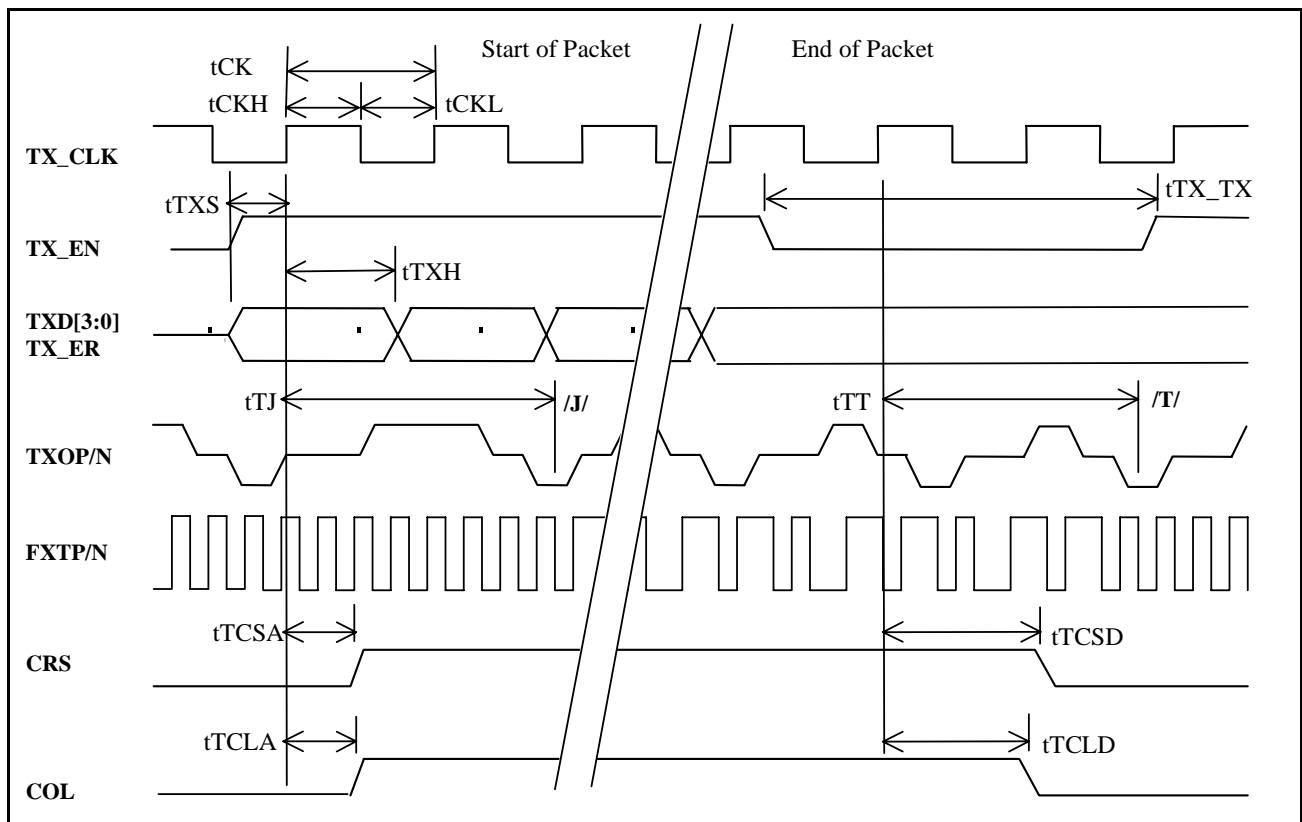 Start of Packet
End of Packet
tCK
tCKH
tCKL
TX_CLK
tTXS
tTX_TX
TX_EN
tTXH
TXD[3:0]
TX_ER
tTJ
/J/
tTT
/T/
TXOP/N
FXTP/N
tTCSA
tTCSD
CRS
tTCLA
tTCLD
COL